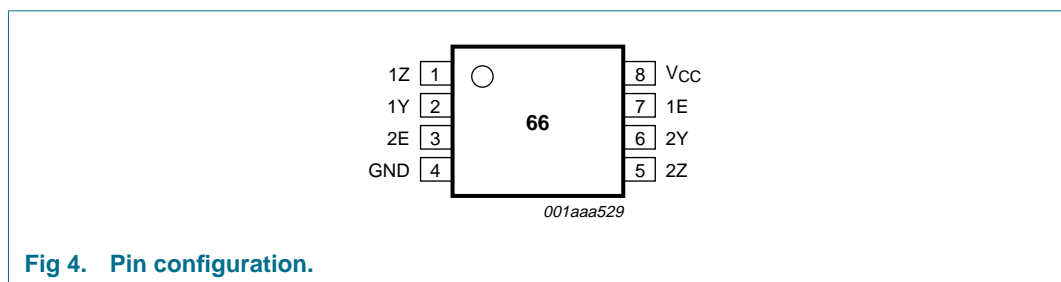 1Z 1 8 VCC
1Y 2 7 1E
66
2E 3 6 2Y
GND 4 5 2Z
001aaa529
Fig 4. Pin configuration.